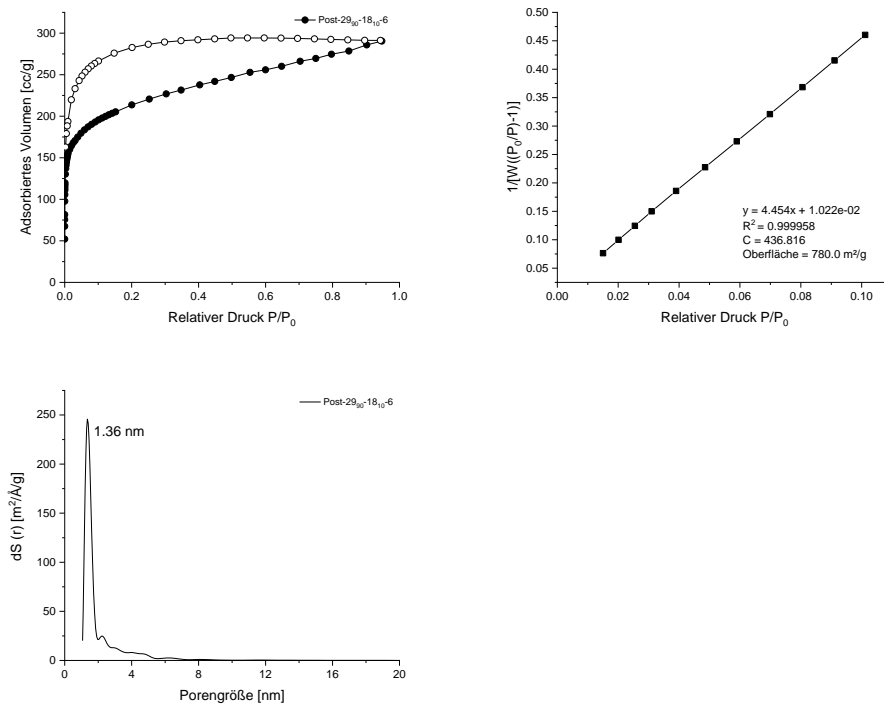 Post-29₉₀-18₁₀-6
Adsorbiertes Volumen [cc/g]
300
250
200
150
100
50
0
0.0 0.2 0.4 0.6 0.8 1.0
Relativer Druck P/P₀
1/[W((P₀/P)-1)]
0.50
0.45
0.40
0.35
0.30
0.25
0.20
0.15
0.10
0.05
y = 4.454x + 1.022e-02
R² = 0.999958
C = 436.816
Oberfläche = 780.0 m²/g
0.00 0.02 0.04 0.06 0.08 0.10
Relativer Druck P/P₀
Post-29₉₀-18₁₀-6
1.36 nm
dS (r) [m²/Å/g]
250
200
150
100
50
0
0 4 8 12 16 20
Porengröße [nm]